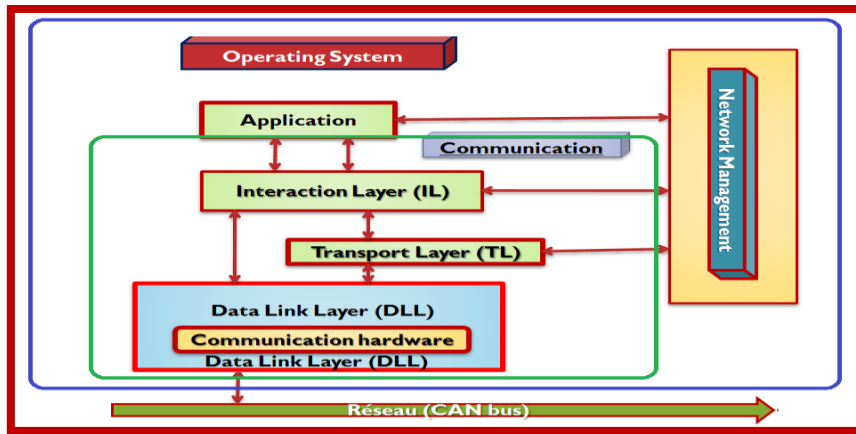 Operating System
Application
Communication
Network Management
Interaction Layer (IL)
Transport Layer (TL)
Data Link Layer (DLL)
Communication hardware
Data Link Layer (DLL)
Réseau (CAN bus)